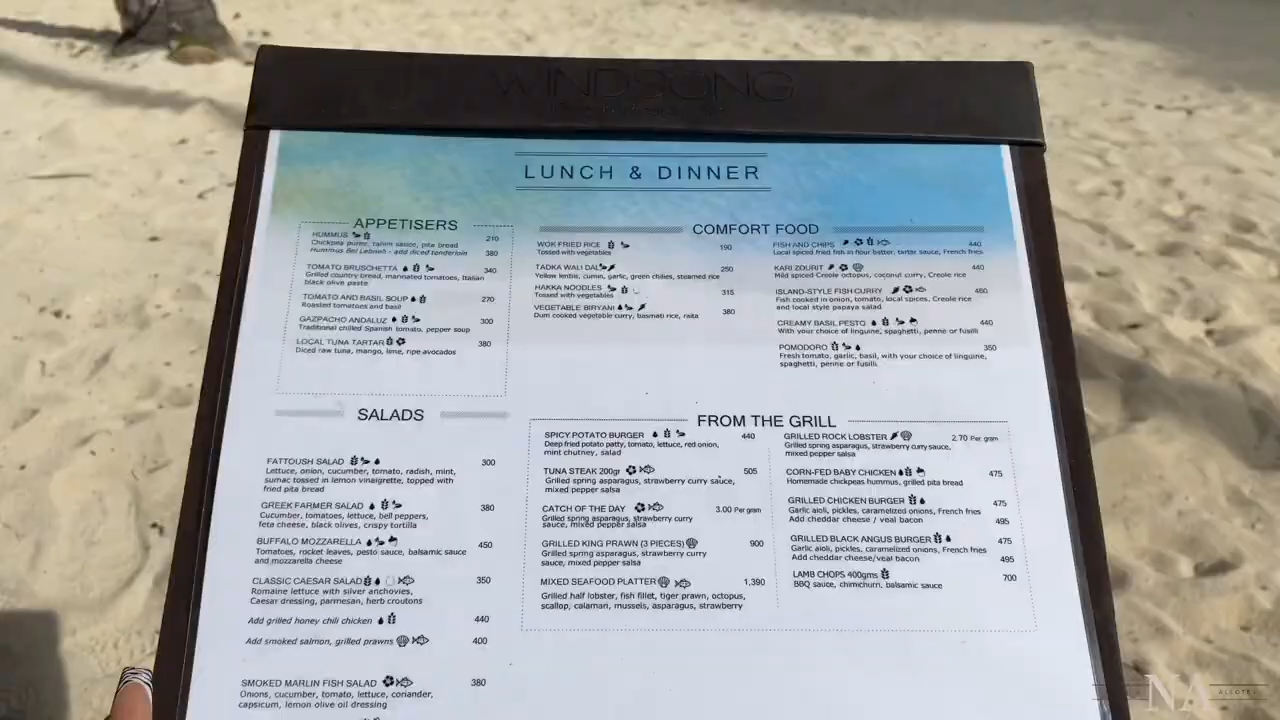 WINDSONG
LUNCH & DINNER
APPETISERS
HUMMUS 210
Chickpea puree, tahini sauce, pita bread
Hummus Bel Lahmeh - add diced tenderloin 380
TOMATO BRUSCHETTA 340
Grilled country bread, marinated tomatoes, Italian
black olive paste
TOMATO AND BASIL SOUP 270
Roasted tomatoes and basil
GAZPACHO ANDALUZ 300
Traditional chilled Spanish tomato, pepper soup
LOCAL TUNA TARTAR 380
Diced raw tuna, mango, lime, ripe avocados
SALADS
FATTOUSH SALAD 300
Lettuce, onion, cucumber, tomato, radish, mint,
sumac tossed in lemon vinaigrette, topped with
fried pita bread
GREEK FARMER SALAD 380
Cucumber, tomatoes, lettuce, bell peppers,
feta cheese, black olives, crispy tortilla
BUFFALO MOZZARELLA 450
Tomatoes, rocket leaves, pesto sauce, balsamic sauce
and mozzarella cheese
CLASSIC CAESAR SALAD 350
Romaine lettuce with silver anchovies,
Caesar dressing, parmesan, herb croutons
Add grilled honey chili chicken 440
Add smoked salmon, grilled prawns 400
SMOKED MARLIN FISH SALAD 380
Onions, cucumber, tomato, lettuce, coriander,
capsicum, lemon olive oil dressing
COMFORT FOOD
WOK FRIED RICE 190
Tossed with vegetables
TADKA WALI DAL 250
Yellow lentils, cumin, garlic, green chilies, steamed rice
HAKKA NOODLES 315
Tossed with vegetables
VEGETABLE BIRYANI 380
Dum cooked vegetable curry, basmati rice, raita
FISH AND CHIPS 440
Local spiced fried fish in flour batter, tartar sauce, French fries
KARI ZOURIT 440
Mild spiced Creole octopus, coconut curry, Creole rice
ISLAND-STYLE FISH CURRY 460
Fish cooked in onion, tomato, local spices, Creole rice
and local style papaya salad
CREAMY BASIL PESTO 440
With your choice of linguine, spaghetti, penne or fusilli
POMODORO 350
Fresh tomato, garlic, basil, with your choice of linguine,
spaghetti, penne or fusilli
FROM THE GRILL
SPICY POTATO BURGER 440
Deep fried potato patty, tomato, lettuce, red onion,
mint chutney, salad
TUNA STEAK 200gr 505
Grilled spring asparagus, strawberry curry sauce,
mixed pepper salsa
CATCH OF THE DAY 3.00 Per gram
Grilled spring asparagus, strawberry curry
sauce, mixed pepper salsa
GRILLED KING PRAWN (3 PIECES) 900
Grilled spring asparagus, strawberry curry
sauce, mixed pepper salsa
MIXED SEAFOOD PLATTER 1,390
Grilled half lobster, fish fillet, tiger prawn, octopus,
scallop, calamari, mussels, asparagus, strawberry
GRILLED ROCK LOBSTER 2.70 Per gram
Grilled spring asparagus, strawberry curry sauce,
mixed pepper salsa
CORN-FED BABY CHICKEN 475
Homemade chickpeas hummus, grilled pita bread
GRILLED CHICKEN BURGER 475
Garlic aioli, pickles, caramelized onions, French fries
Add cheddar cheese / veal bacon 495
GRILLED BLACK ANGUS BURGER 475
Garlic aioli, pickles, caramelized onions, French fries
Add cheddar cheese/veal bacon 495
LAMB CHOPS 400gms 700
BBQ sauce, chimichurri, balsamic sauce
NA